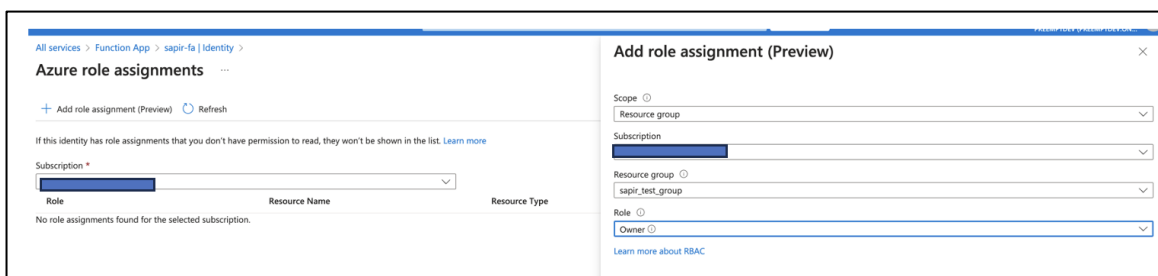 All services > Function App > sapir-fa | Identity >
Azure role assignments ...
+ Add role assignment (Preview) Refresh
If this identity has role assignments that you don't have permission to read, they won't be shown in the list. Learn more
Subscription *
Role Resource Name Resource Type
No role assignments found for the selected subscription.
Add role assignment (Preview)
Scope
Resource group
Subscription
Resource group
sapir_test_group
Role
Owner
Learn more about RBAC